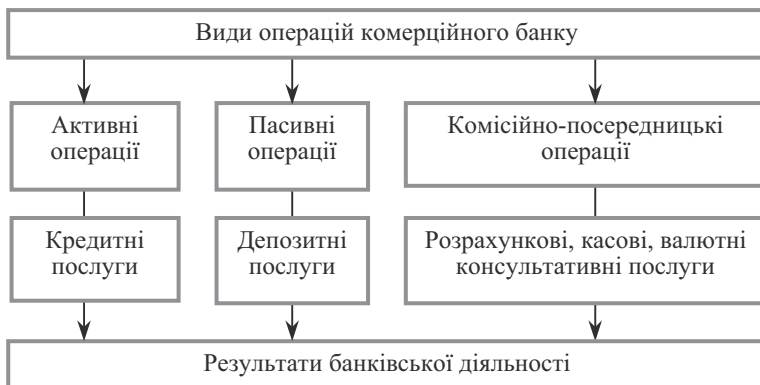 Види операцій комерційного банку
Активні
операції
Пасивні
операції
Комісійно-посередницькі
операції
Кредитні
послуги
Депозитні
послуги
Розрахункові, касові, валютні
консультативні послуги
Результати банківської діяльності